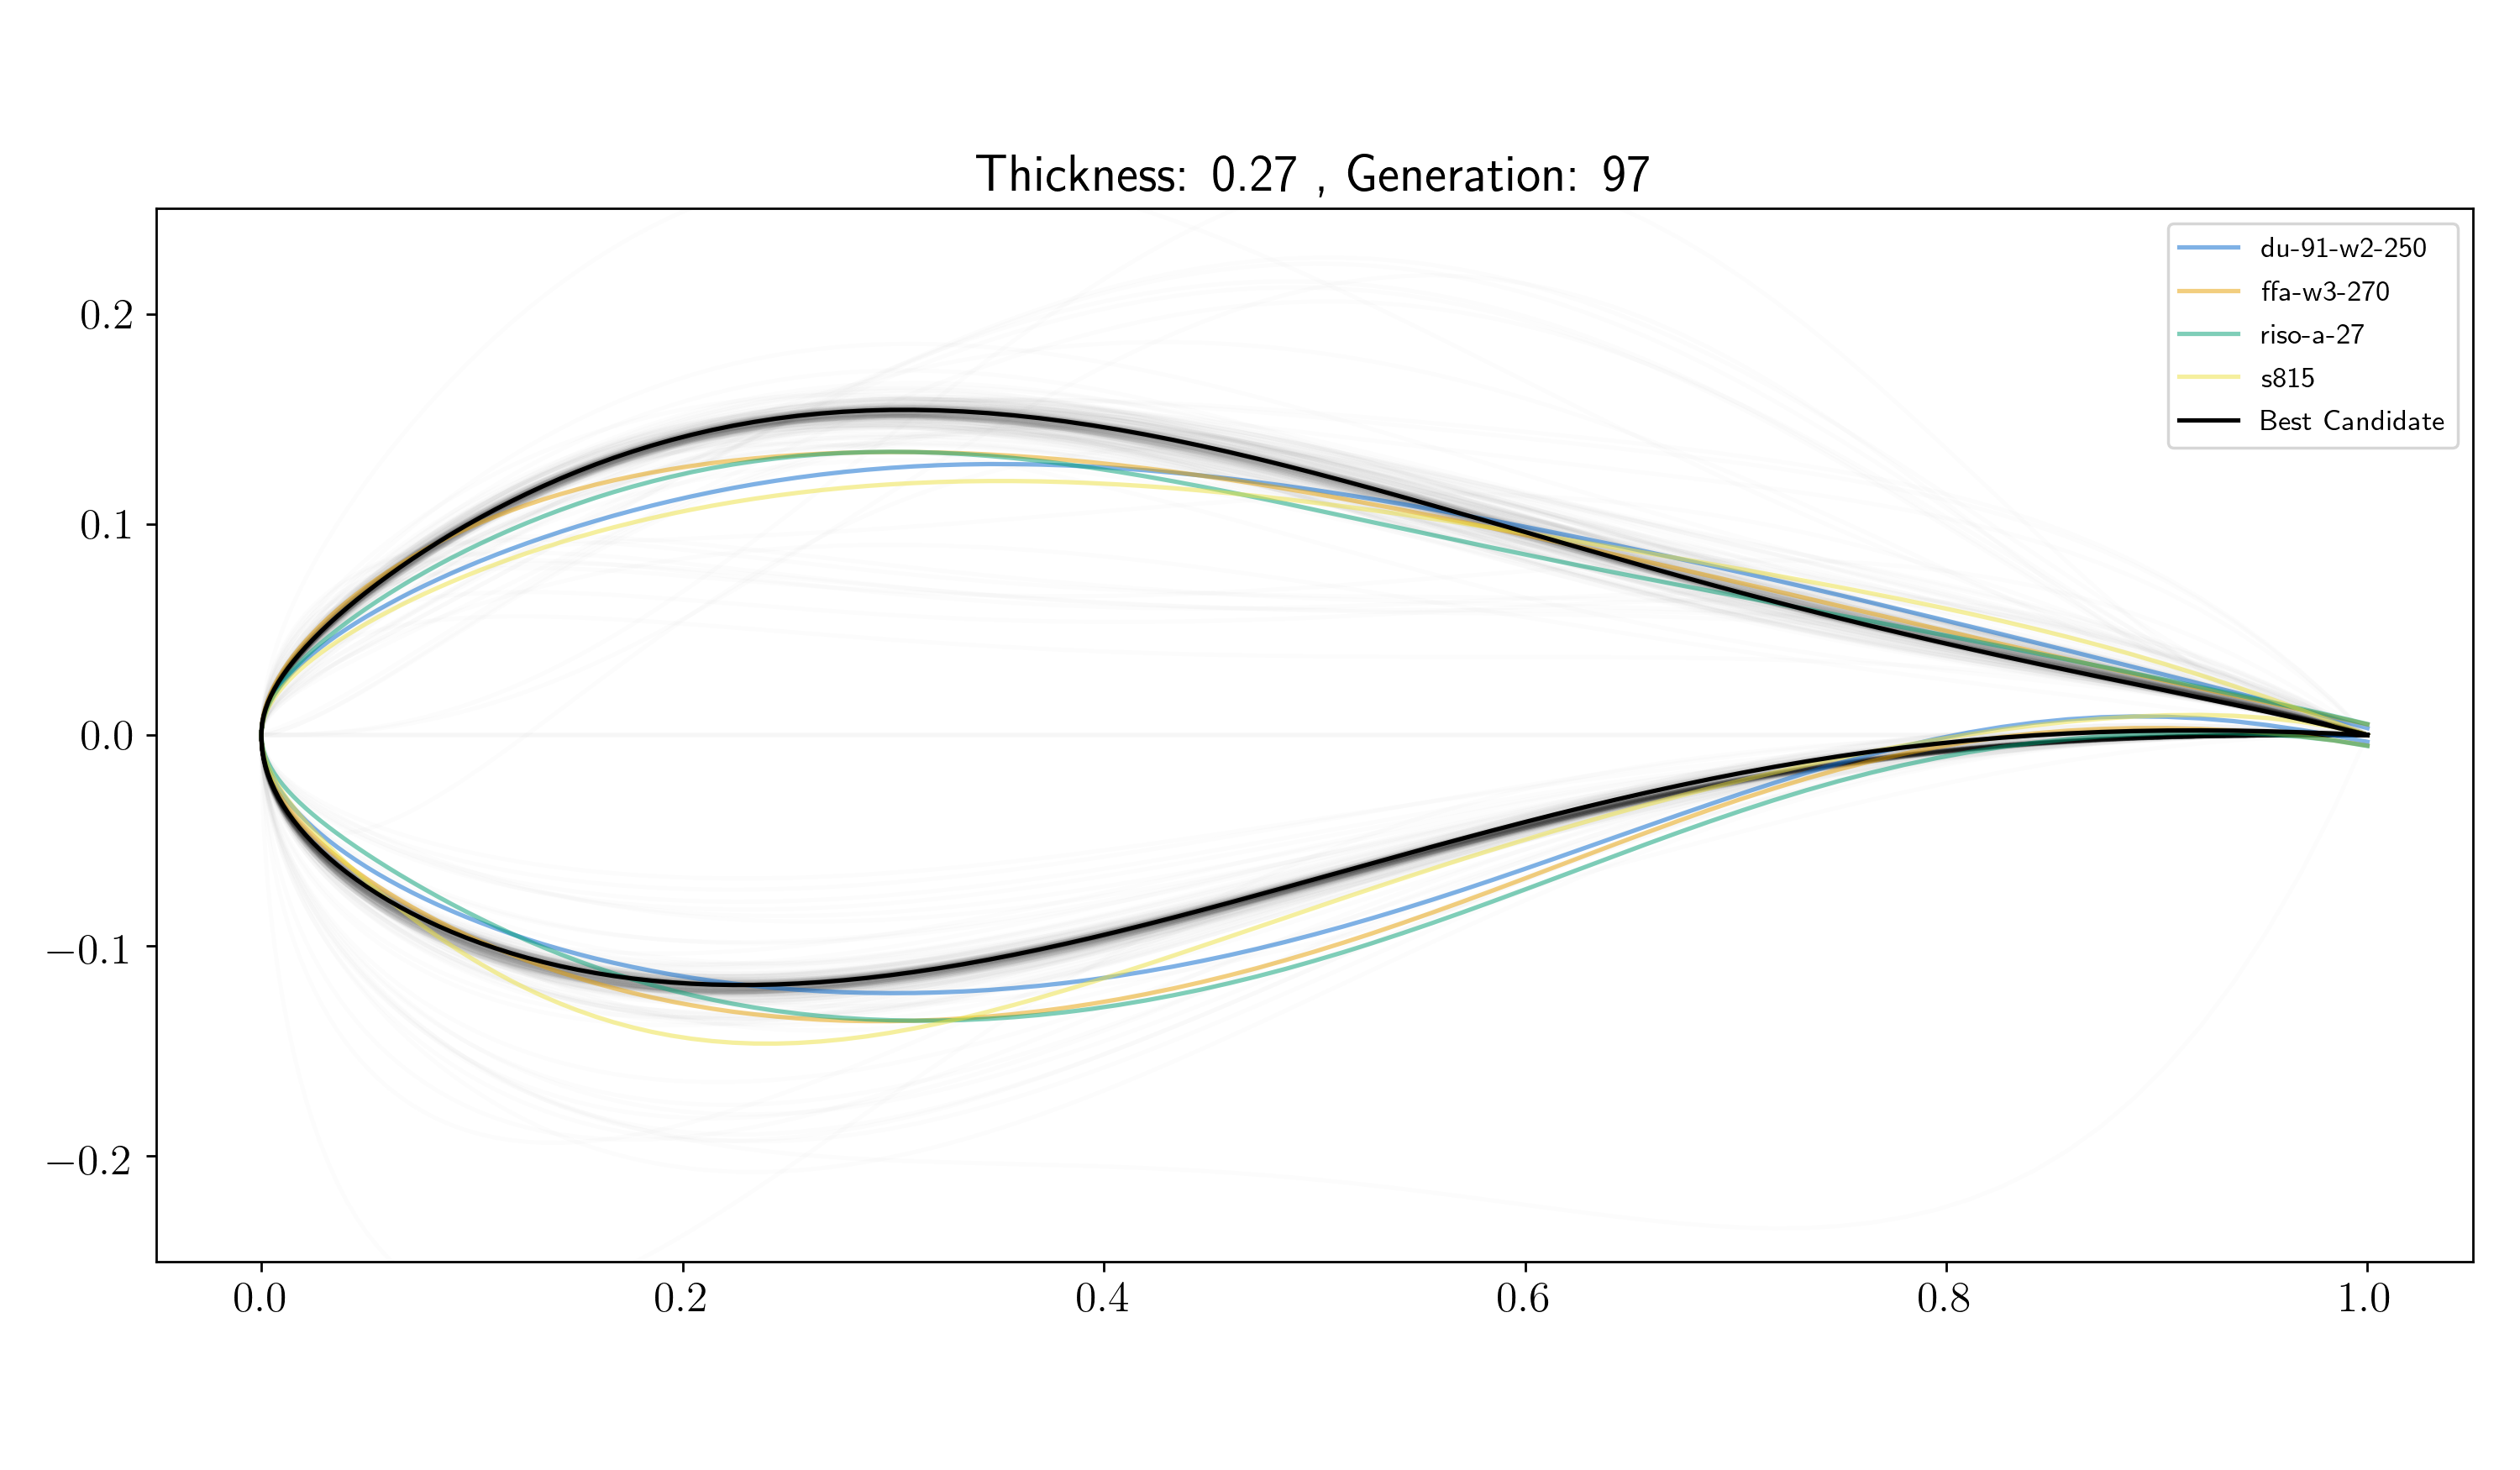 Thickness: 0.27 , Generation: 97
du-91-w2-250
ffa-w3-270
riso-a-27
s815
Best Candidate
0.2
0.1
0.0
−0.1
−0.2
0.0 0.2 0.4 0.6 0.8 1.0